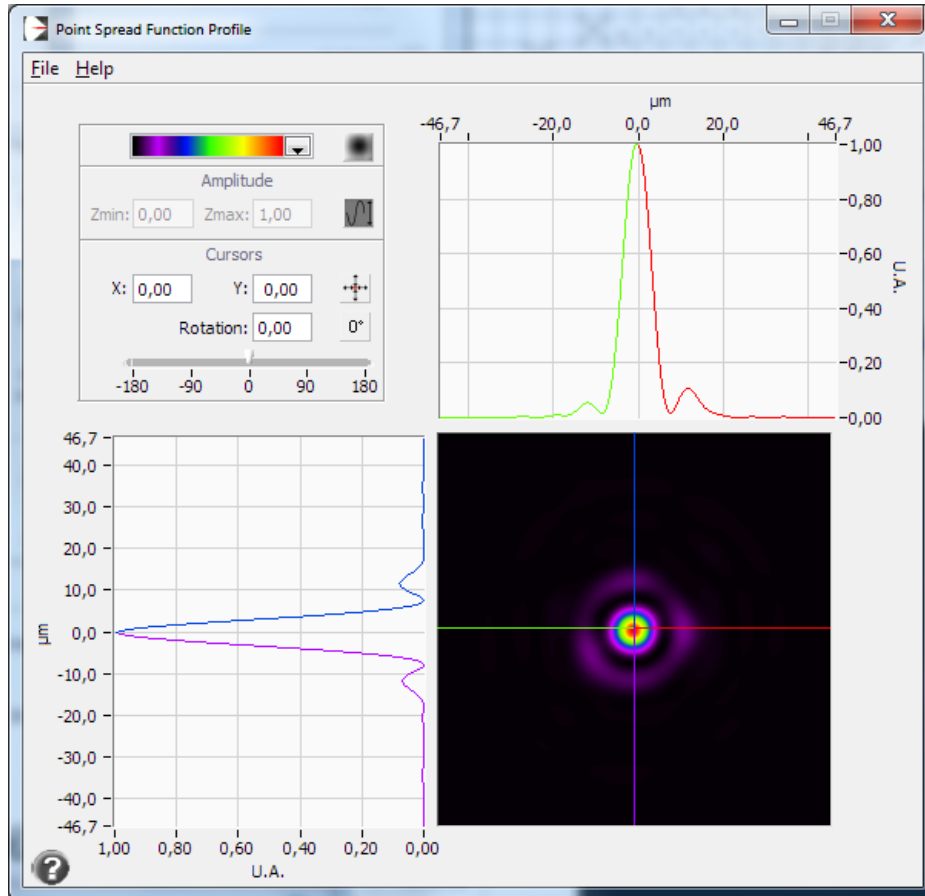 Point Spread Function Profile
File Help
Amplitude
Zmin: 0,00 Zmax: 1,00
Cursors
X: 0,00 Y: 0,00
Rotation: 0,00 0°
-180 -90 0 90 180
µm
-46,7 -20,0 0,0 20,0 46,7
1,00
0,80
0,60
0,40
0,20
0,00
U.A.
46,7
40,0
30,0
20,0
10,0
0,0
-10,0
-20,0
-30,0
-40,0
-46,7
µm
1,00 0,80 0,60 0,40 0,20 0,00
U.A.
?